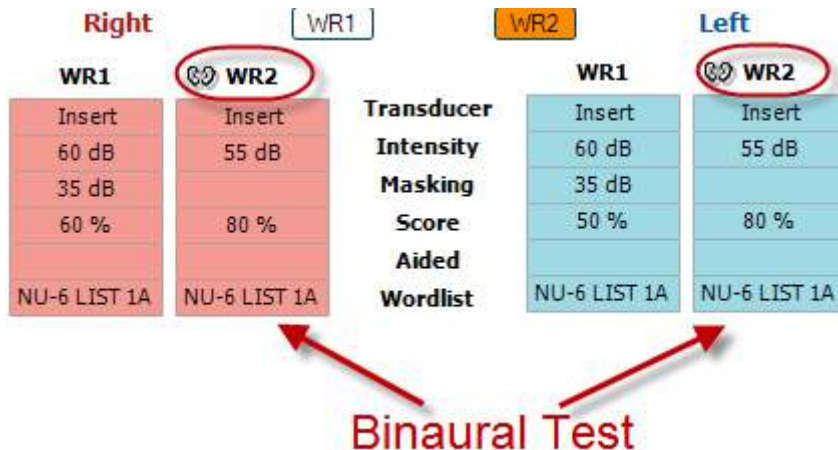 Right WR1 WR2 Left
WR1 WR2 WR1 WR2
Insert Insert Transducer Insert Insert
60 dB 55 dB Intensity 60 dB 55 dB
35 dB Masking 35 dB
60 % 80 % Score 50 % 80 %
Aided
NU-6 LIST 1A NU-6 LIST 1A Wordlist NU-6 LIST 1A NU-6 LIST 1A
Binaural Test